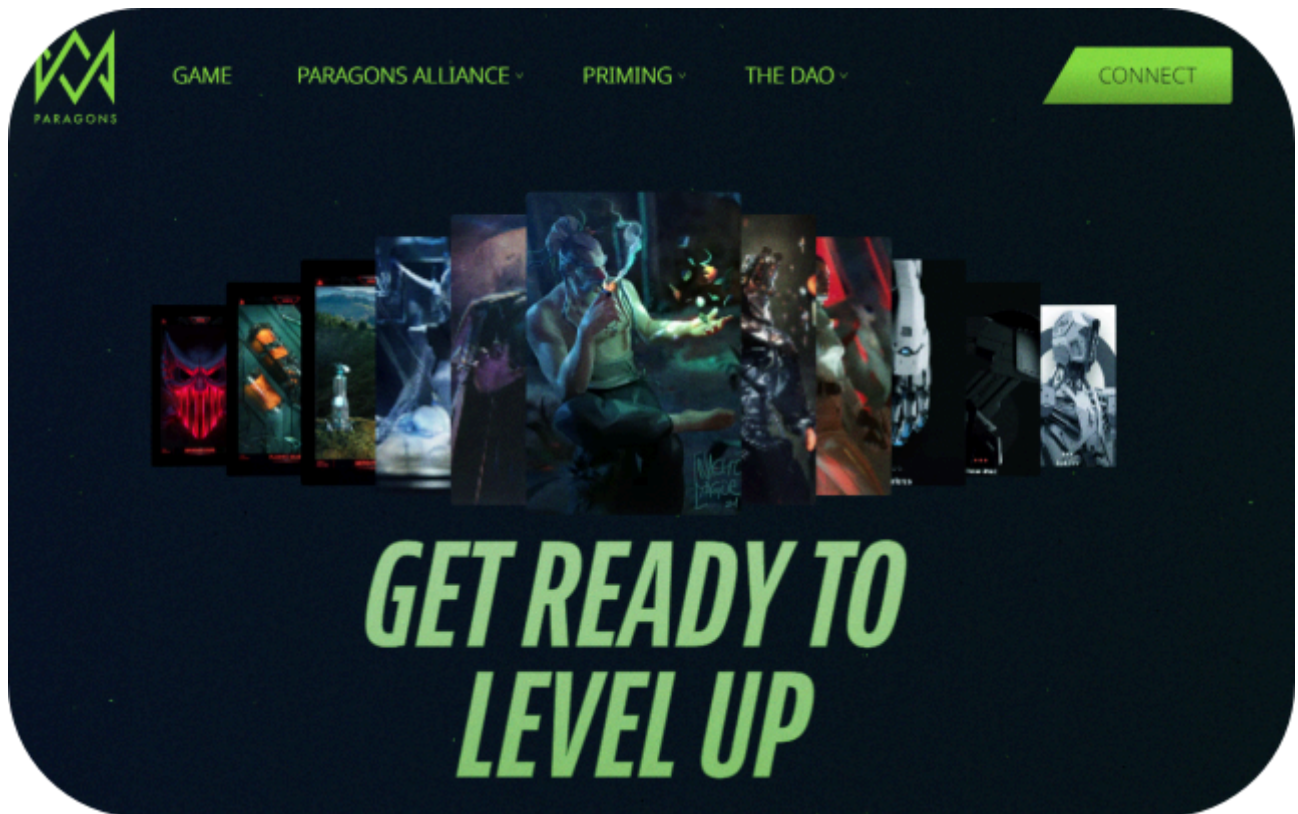 PARAGONS
GAME
PARAGONS ALLIANCE
PRIMING
THE DAO
CONNECT
GET READY TO
LEVEL UP